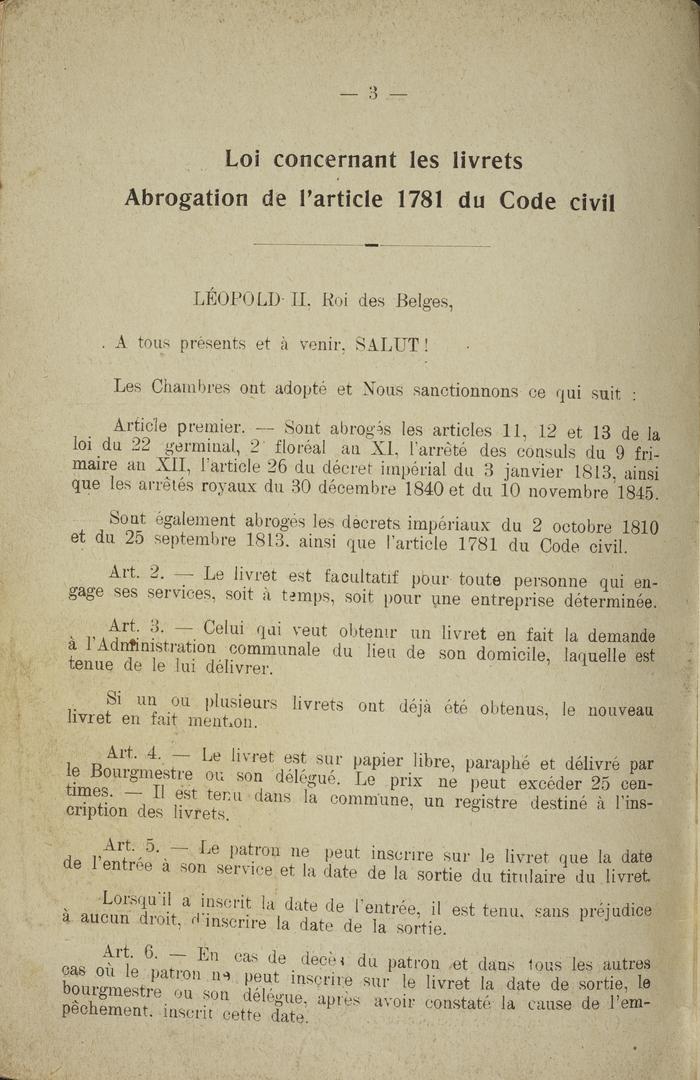 — 3 —
Loi concernant les livrets
Abrogation de l'article 1781 du Code civil
LÉOPOLD II, Roi des Belges,
A tous présents et à venir, SALUT !
Les Chambres ont adopté et Nous sanctionnons ce qui suit :
Article premier. — Sont abrogés les articles 11, 12 et 13 de la
loi du 22 germinal, 2 floréal an XI, l'arrêté des consuls du 9 fri-
maire an XII, l'article 26 du décret impérial du 3 janvier 1813, ainsi
que les arrêtés royaux du 30 décembre 1840 et du 10 novembre 1845.
Sont également abrogés les décrets impériaux du 2 octobre 1810
et du 25 septembre 1813. ainsi que l'article 1781 du Code civil.
Art. 2. — Le livret est facultatif pour toute personne qui en-
gage ses services, soit à temps, soit pour une entreprise déterminée.
Art. 3. — Celui qui veut obtenir un livret en fait la demande
à l'Administration communale du lieu de son domicile, laquelle est
tenue de le lui délivrer.
Si un ou plusieurs livrets ont déjà été obtenus, le nouveau
livret en fait mention.
Art. 4. — Le livret est sur papier libre, paraphé et délivré par
le Bourgmestre ou son délégué. Le prix ne peut excéder 25 cen-
times. — Il est tenu dans la commune, un registre destiné à l'ins-
cription des livrets.
Art. 5. — Le patron ne peut inscrire sur le livret que la date
de l'entrée à son service et la date de la sortie du titulaire du livret.
Lorsqu'il a inscrit la date de l'entrée, il est tenu, sans préjudice
à aucun droit, d'inscrire la date de la sortie.
Art. 6. — En cas de décès du patron et dans tous les autres
cas où le patron ne peut inscrire sur le livret la date de sortie, le
bourgmestre ou son délégué, après avoir constaté la cause de l'em-
pêchement. inscrit cette date.